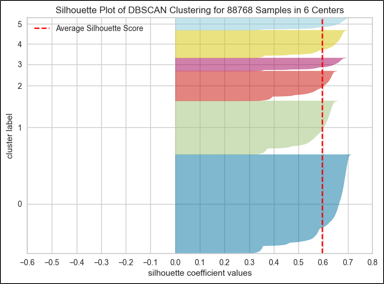 Silhouette Plot of DBSCAN Clustering for 88768 Samples in 6 Centers
Average Silhouette Score
5
4
3
2
1
0
cluster label
-0.6 -0.5 -0.4 -0.3 -0.2 -0.1 0.0 0.1 0.2 0.3 0.4 0.5 0.6 0.7 0.8
silhouette coefficient values